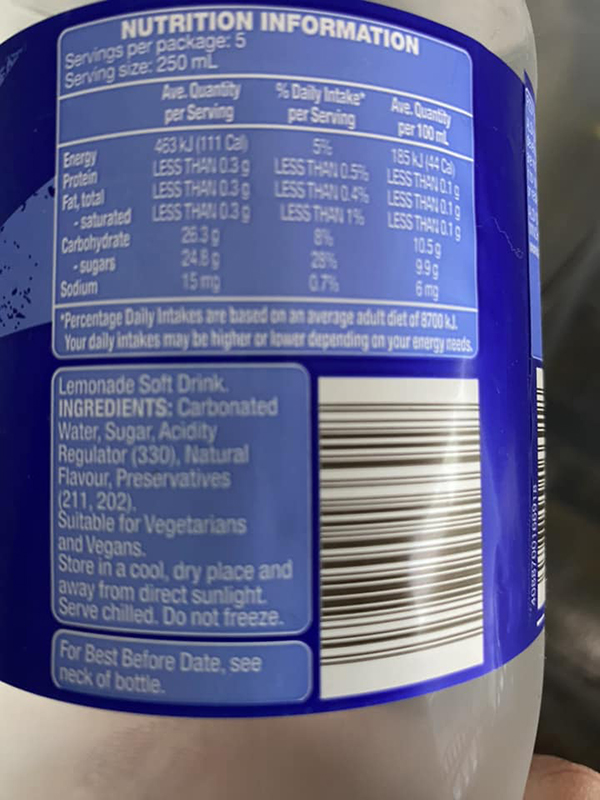 NUTRITION INFORMATION
Servings per package: 5
Serving size: 250 mL
Ave. Quantity per Serving % Daily Intake* per Serving Ave. Quantity per 100 mL
Energy 463 kJ (111 Cal) 5% 185 kJ (44 Cal)
Protein LESS THAN 0.3 g LESS THAN 0.5% LESS THAN 0.1 g
Fat, total LESS THAN 0.3 g LESS THAN 0.4% LESS THAN 0.1 g
- saturated LESS THAN 0.3 g LESS THAN 1% LESS THAN 0.1 g
Carbohydrate 26.3 g 8% 10.5 g
- sugars 24.8 g 28% 9.9 g
Sodium 15 mg 0.7% 6 mg
*Percentage Daily Intakes are based on an average adult diet of 8700 kJ.
Your daily intakes may be higher or lower depending on your energy needs.
Lemonade Soft Drink.
INGREDIENTS: Carbonated
Water, Sugar, Acidity
Regulator (330), Natural
Flavour, Preservatives
(211, 202).
Suitable for Vegetarians
and Vegans.
Store in a cool, dry place and
away from direct sunlight.
Serve chilled. Do not freeze.
For Best Before Date, see
neck of bottle.